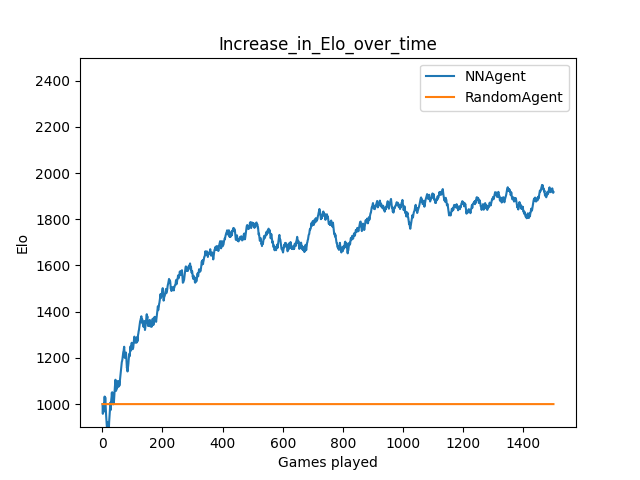 Increase_in_Elo_over_time
NNAgent
RandomAgent
2400
2200
2000
1800
1600
1400
1200
1000
Elo
0 200 400 600 800 1000 1200 1400
Games played